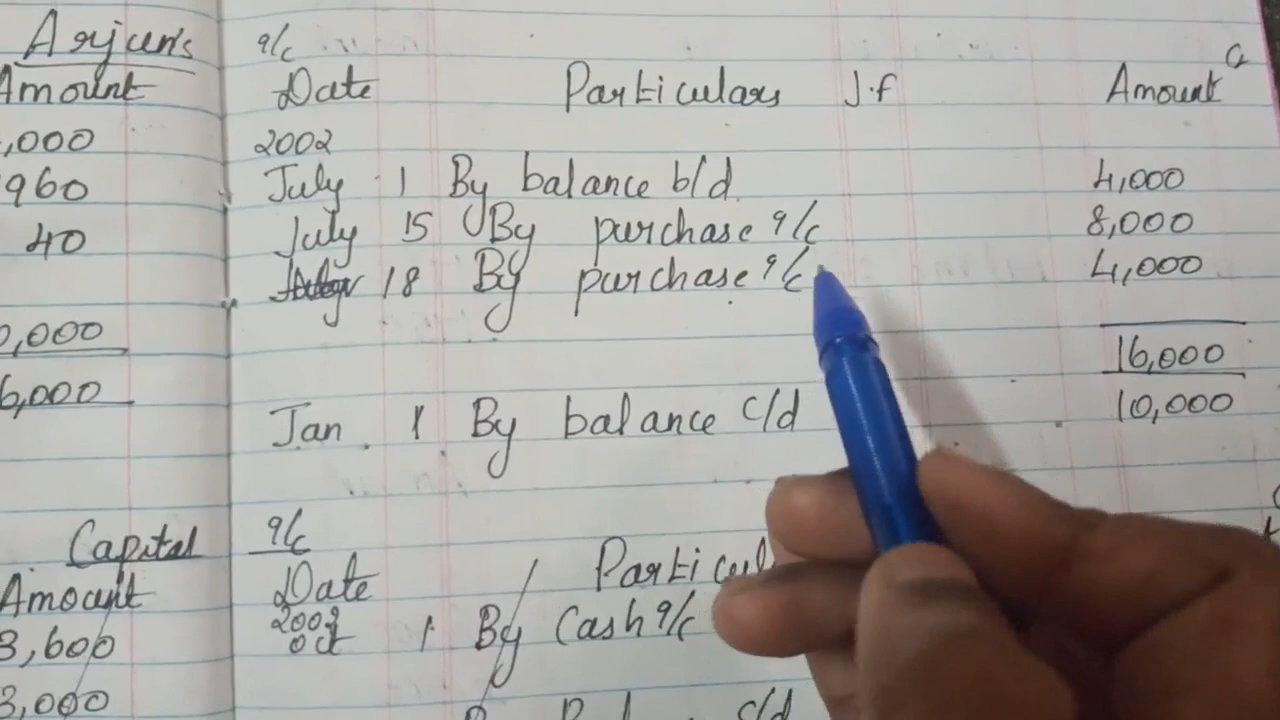 Arjun's a/c
Cr
Amount Date Particulars J.f Amount
,000 2002
960 July 1 By balance b/d 4,000
40 July 15 By purchase a/c 8,000
18 By purchase a/c 4,000
0,000 16,000
6,000 10,000
Jan. 1 By balance c/d
Capital a/c
Amount Date Particul
3,600 Oct 1 By Cash a/c
3,000 c/d